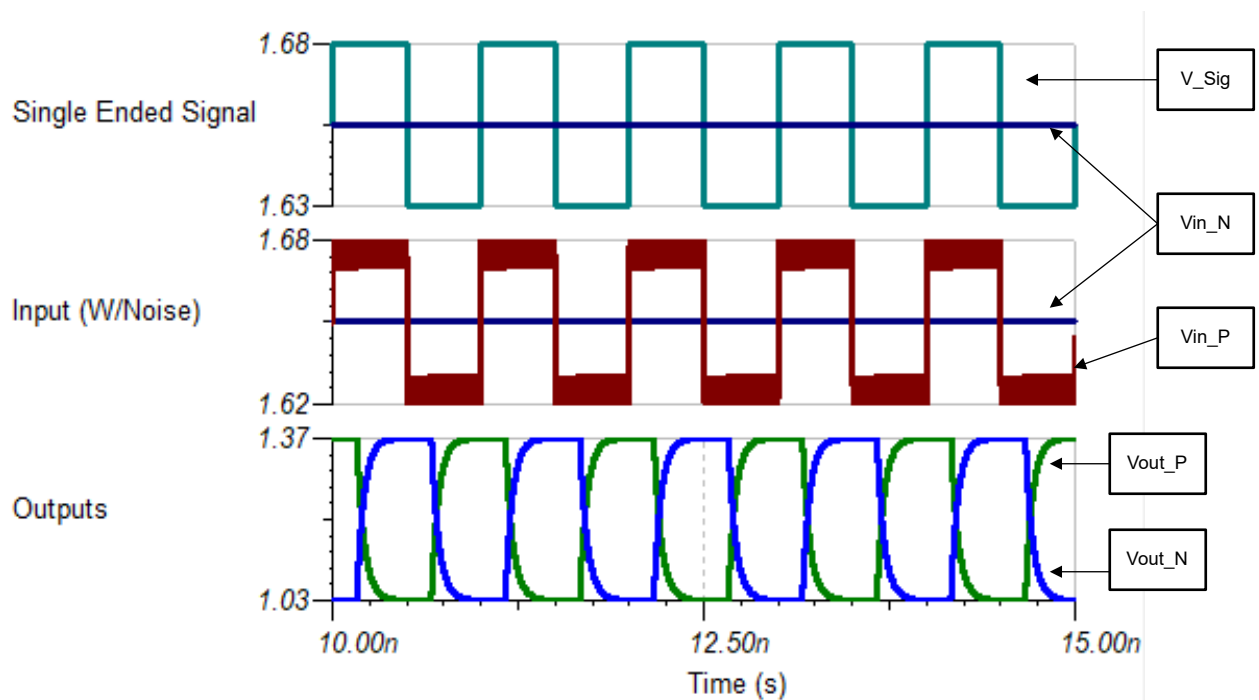 1.68
Single Ended Signal
1.63
V_Sig
Vin_N
1.68
Input (W/Noise)
1.62
Vin_P
1.37
Outputs
1.03
Vout_P
Vout_N
10.00n
12.50n
15.00n
Time (s)